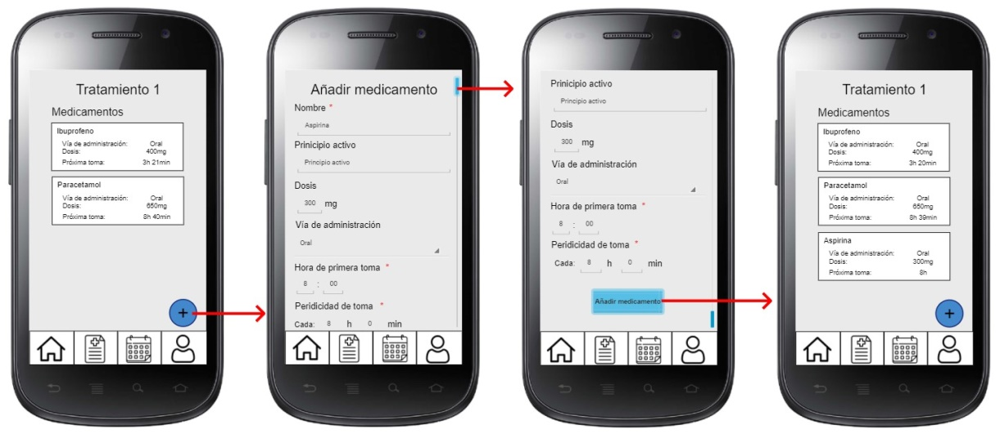 Tratamiento 1
Medicamentos
Ibuprofeno
Vía de administración: Oral
Dosis: 400mg
Próxima toma: 3h 21min
Paracetamol
Vía de administración: Oral
Dosis: 650mg
Próxima toma: 8h 40min
+
Añadir medicamento
Nombre *
Aspirina
Prinicipio activo
Principio activo
Dosis
300 mg
Vía de administración
Oral
Hora de primera toma *
8 : 00
Peridicidad de toma *
Cada: 8 h 0 min
Prinicipio activo
Principio activo
Dosis
300 mg
Vía de administración
Oral
Hora de primera toma *
8 : 00
Peridicidad de toma *
Cada: 8 h 0 min
Añadir medicamento
Tratamiento 1
Medicamentos
Ibuprofeno
Vía de administración: Oral
Dosis: 400mg
Próxima toma: 3h 20min
Paracetamol
Vía de administración: Oral
Dosis: 650mg
Próxima toma: 8h 39min
Aspirina
Vía de administración: Oral
Dosis: 300mg
Próxima toma: 8h
+